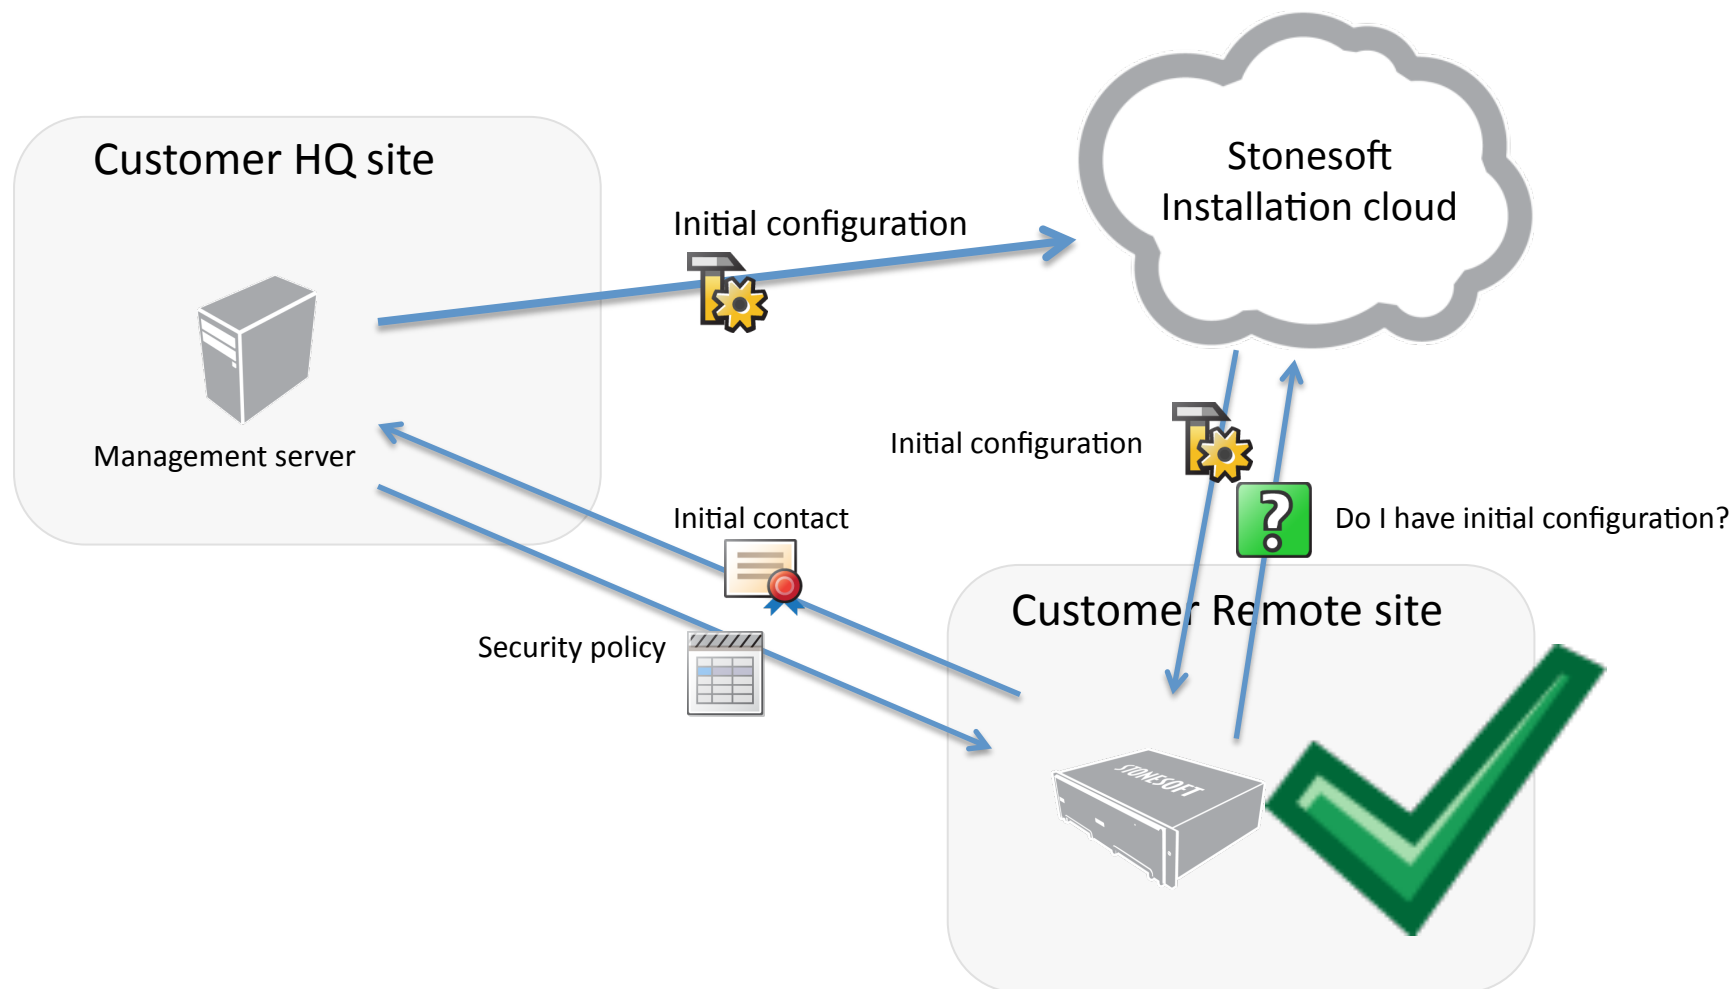 Customer HQ site
Stonesoft
Installation cloud
Initial configuration
Management server
Initial configuration
Initial contact
Do I have initial configuration?
Security policy
Customer Remote site
STONESOFT